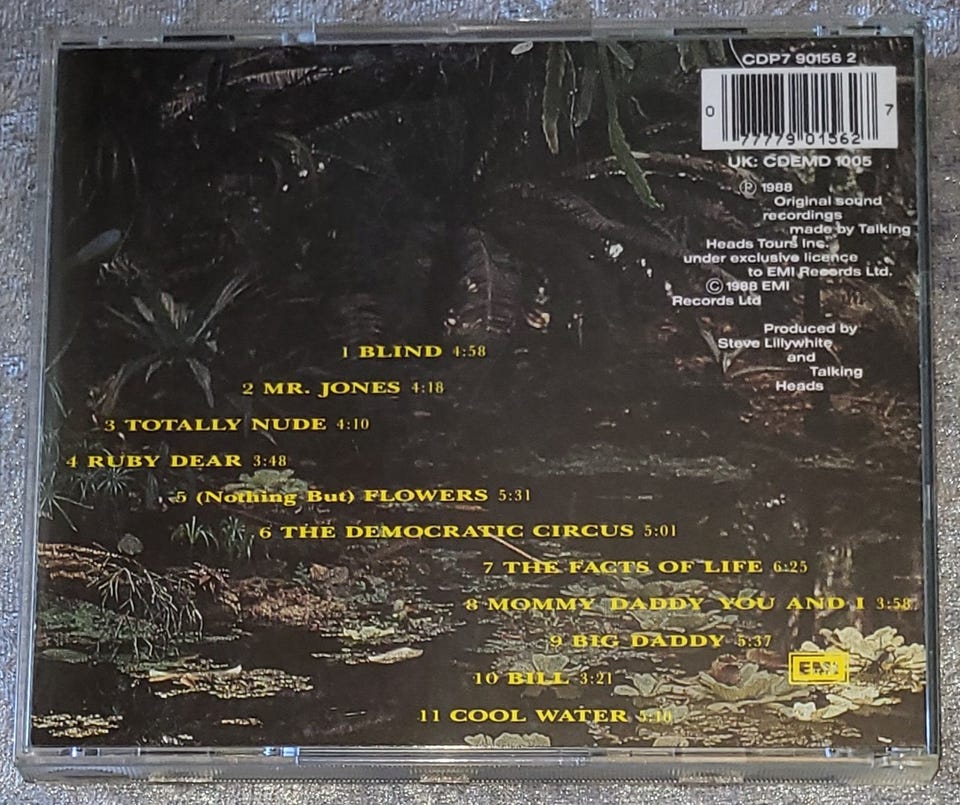 CDP7 90156 2
0 77779 01562 7
UK: CDEMD 1005
Ⓟ 1988
Original sound
recordings
made by Talking
Heads Tours Inc.
under exclusive licence
to EMI Records Ltd.
© 1988 EMI
Records Ltd
Produced by
Steve Lillywhite
and
Talking
Heads
1 BLIND 4:58
2 MR. JONES 4:18
3 TOTALLY NUDE 4:10
4 RUBY DEAR 3:48
5 (Nothing But) FLOWERS 5:31
6 THE DEMOCRATIC CIRCUS 5:01
7 THE FACTS OF LIFE 6:25
8 MOMMY DADDY YOU AND I 3:58
9 BIG DADDY 5:37
EMI
10 BILL 3:21
11 COOL WATER 5:10